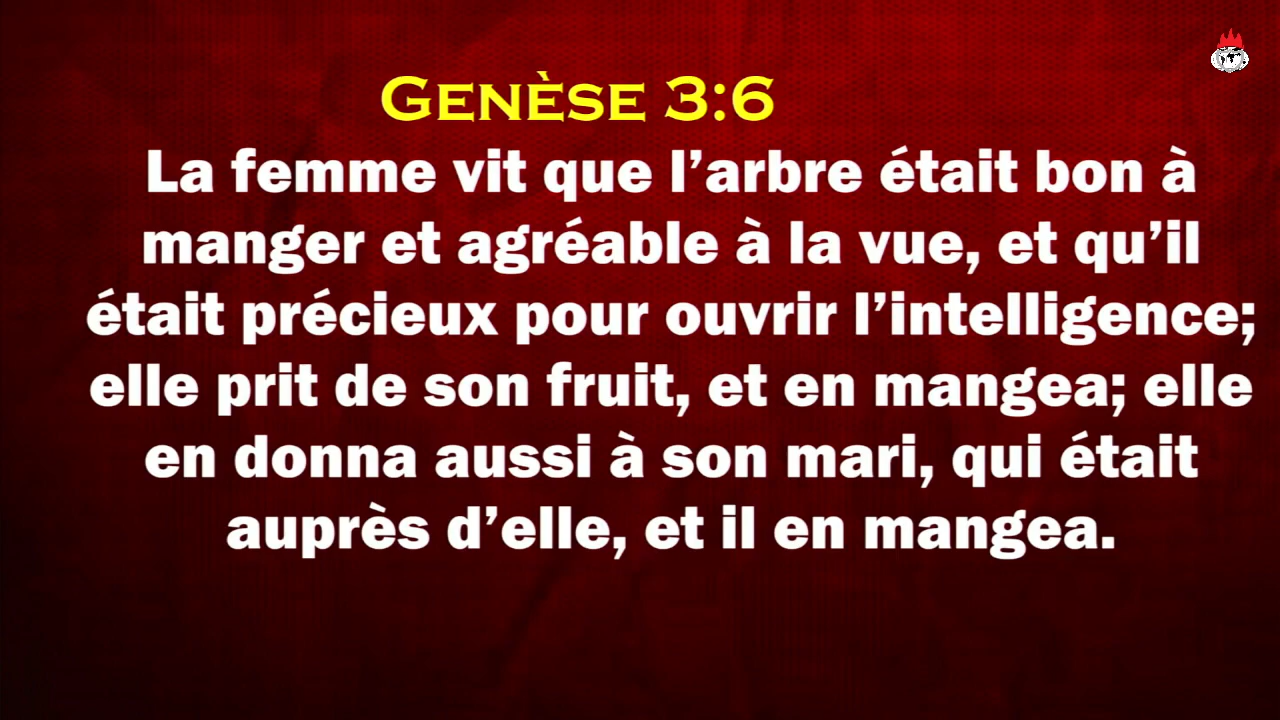 Genèse 3:6
La femme vit que l’arbre était bon à
manger et agréable à la vue, et qu’il
était précieux pour ouvrir l’intelligence;
elle prit de son fruit, et en mangea; elle
en donna aussi à son mari, qui était
auprès d’elle, et il en mangea.